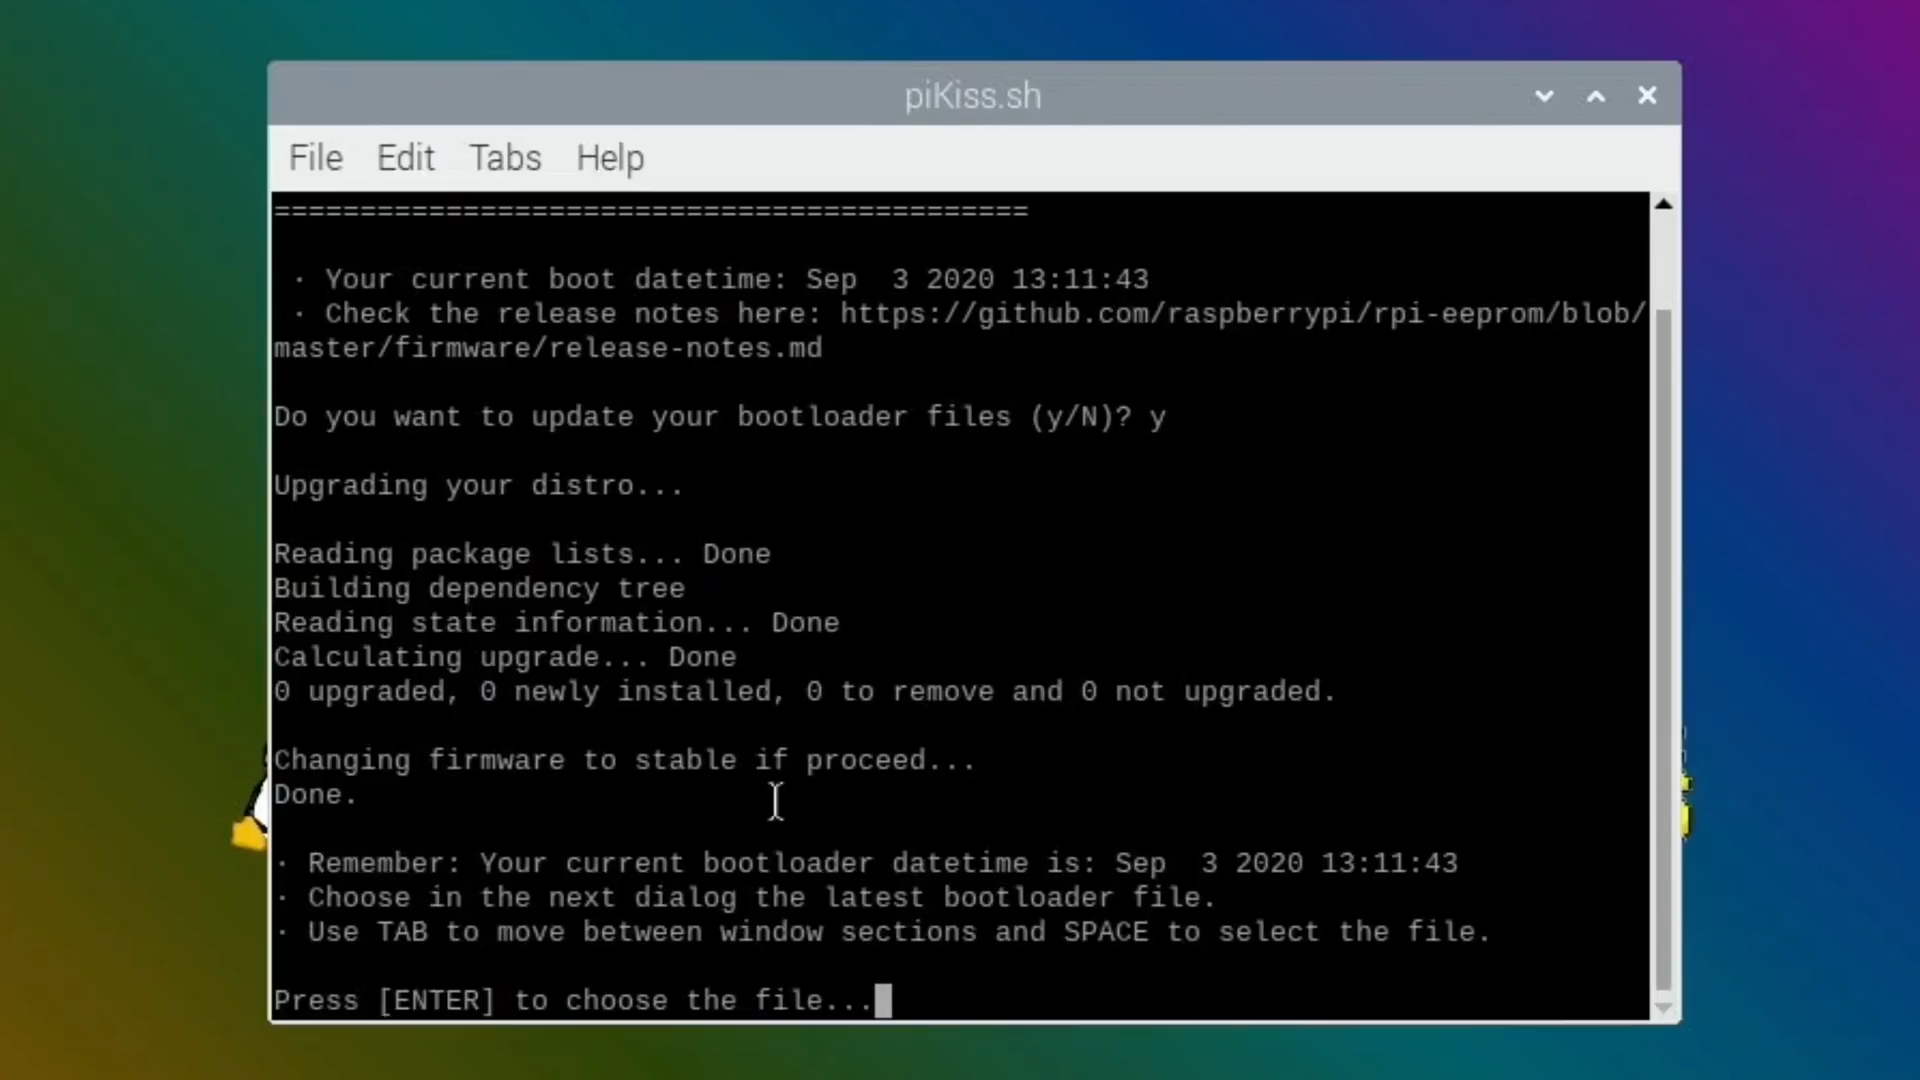 piKiss.sh
File Edit Tabs Help
============================================
· Your current boot datetime: Sep  3 2020 13:11:43
· Check the release notes here: https://github.com/raspberrypi/rpi-eeprom/blob/
master/firmware/release-notes.md
Do you want to update your bootloader files (y/N)? y
Upgrading your distro...
Reading package lists... Done
Building dependency tree
Reading state information... Done
Calculating upgrade... Done
0 upgraded, 0 newly installed, 0 to remove and 0 not upgraded.
Changing firmware to stable if proceed...
Done.
· Remember: Your current bootloader datetime is: Sep  3 2020 13:11:43
· Choose in the next dialog the latest bootloader file.
· Use TAB to move between window sections and SPACE to select the file.
Press [ENTER] to choose the file...